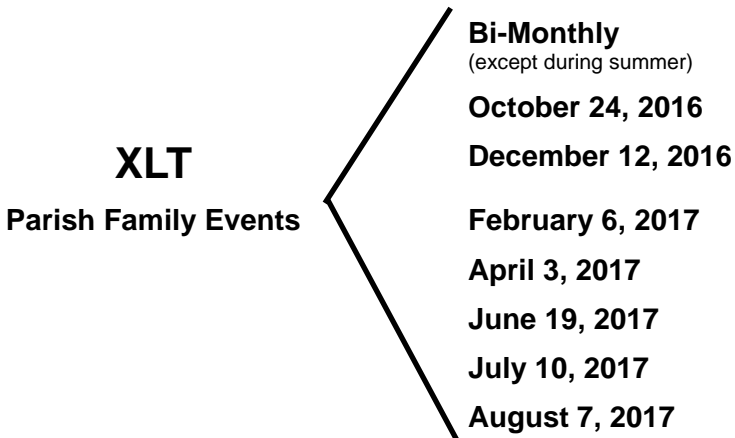 XLT
Parish Family Events
Bi-Monthly
(except during summer)
October 24, 2016
December 12, 2016
February 6, 2017
April 3, 2017
June 19, 2017
July 10, 2017
August 7, 2017